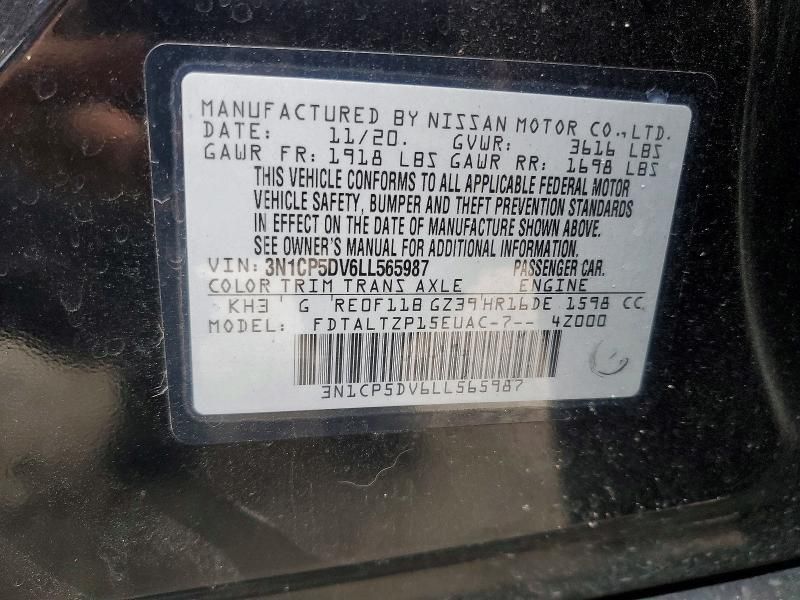 MANUFACTURED BY NISSAN MOTOR CO.,LTD.
DATE: 11/20. GVWR: 3616 LBS
GAWR FR: 1918 LBS GAWR RR: 1698 LBS
THIS VEHICLE CONFORMS TO ALL APPLICABLE FEDERAL MOTOR
VEHICLE SAFETY, BUMPER AND THEFT PREVENTION STANDARDS
IN EFFECT ON THE DATE OF MANUFACTURE SHOWN ABOVE.
SEE OWNER'S MANUAL FOR ADDITIONAL INFORMATION.
VIN: 3N1CP5DV6LL565987 PASSENGER CAR.
COLOR TRIM TRANS AXLE ENGINE
KH3 G RE0F11B GZ39 HR16DE 1598 CC
MODEL: FDTALTZP15EUAC-7-- 4Z000
3N1CP5DV6LL565987